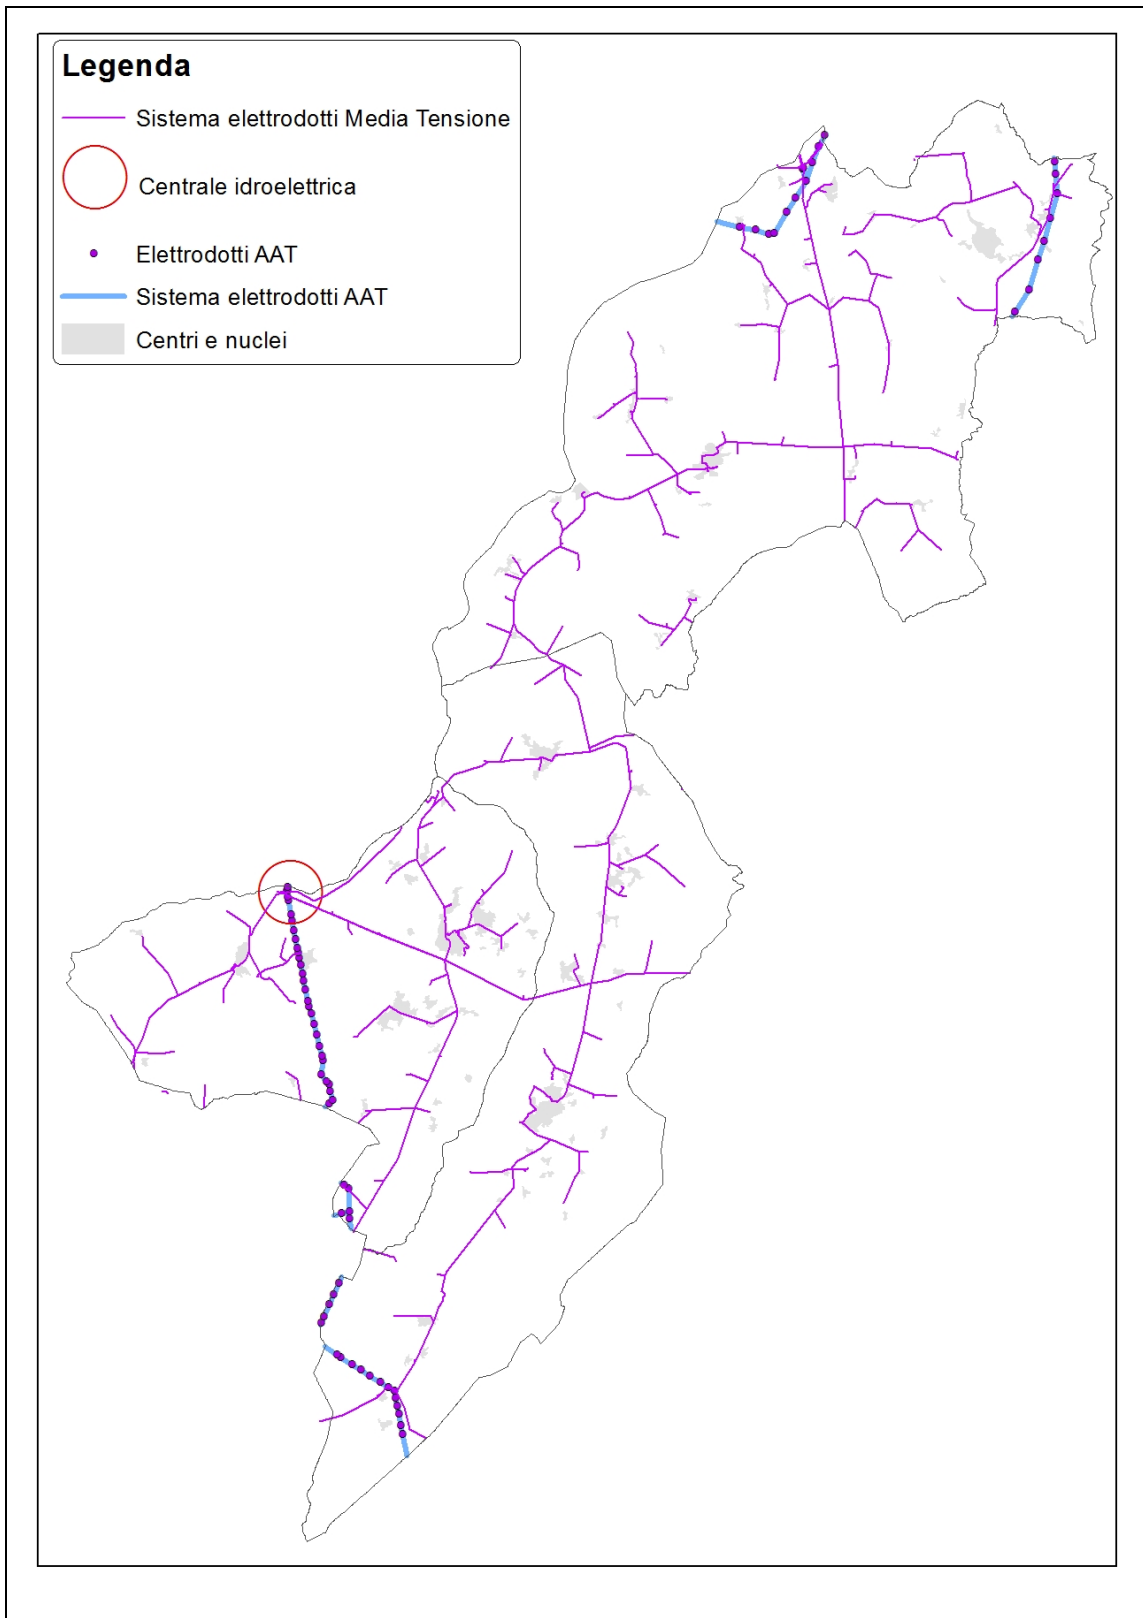 Legenda
Sistema elettrodotti Media Tensione
Centrale idroelettrica
Elettrodotti AAT
Sistema elettrodotti AAT
Centri e nuclei